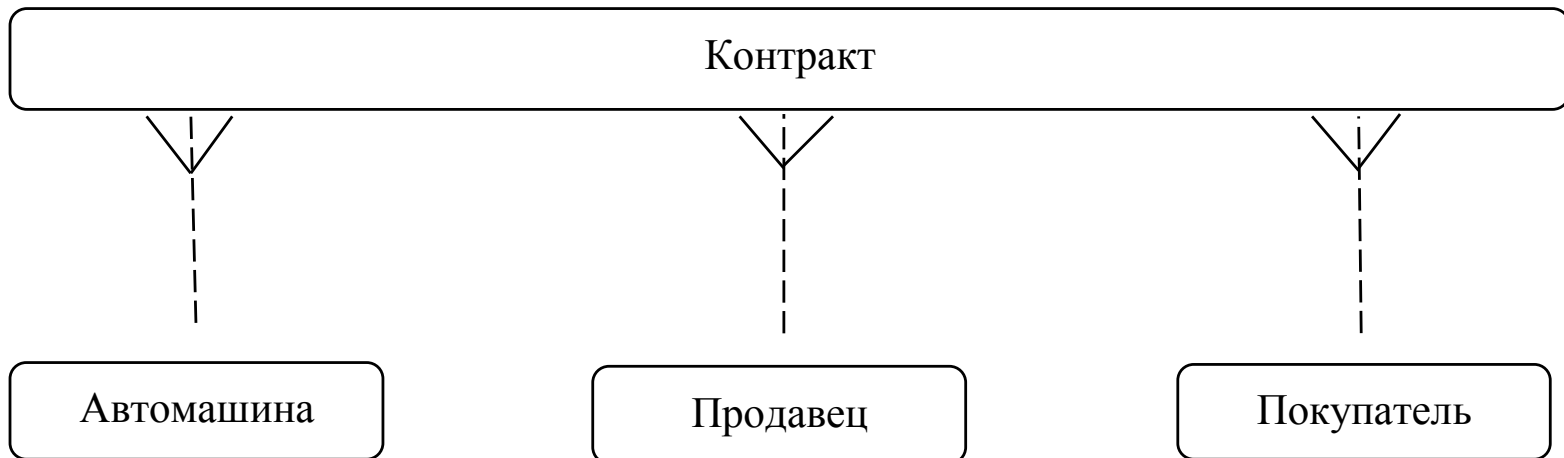 Контракт
Автомашина
Продавец
Покупатель